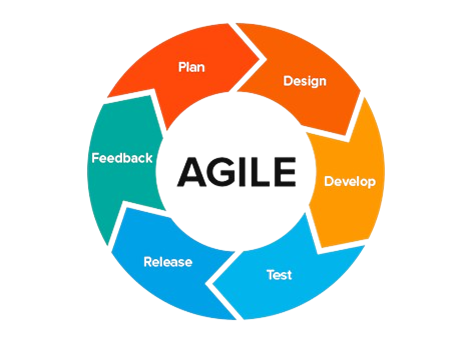 Plan
Design
Develop
Test
Release
Feedback
AGILE